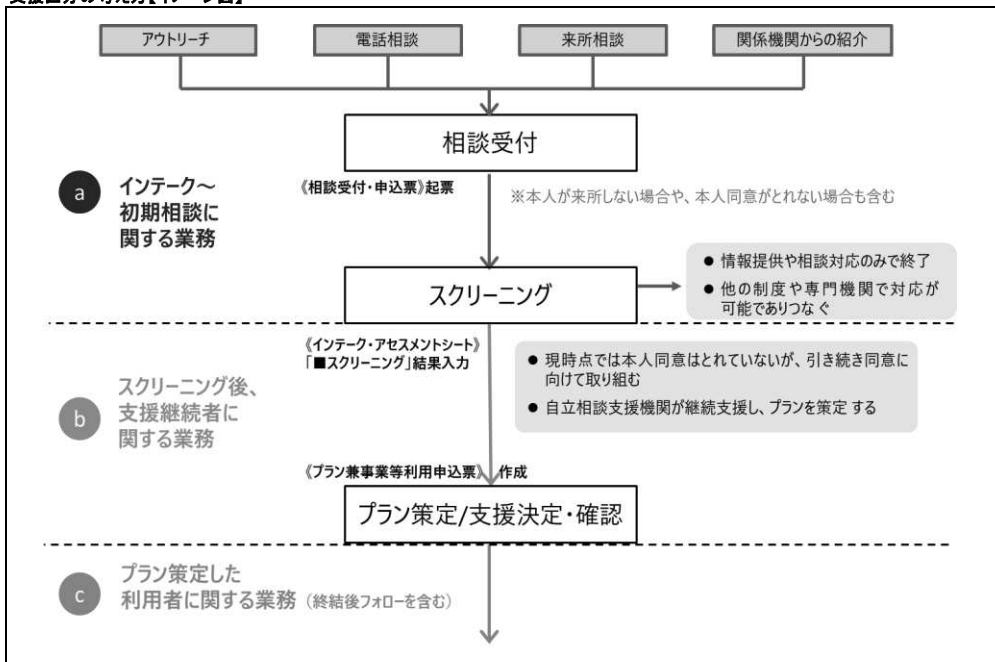 支援区分の考え方【イメージ図】
アウトリーチ
電話相談
来所相談
関係機関からの紹介
相談受付
a
インテーク～
初期相談に
関する業務
《相談受付・申込票》起票
※本人が来所しない場合や、本人同意がとれない場合も含む
スクリーニング
● 情報提供や相談対応のみで終了
● 他の制度や専門機関で対応が
可能でありつなぐ
《インテーク・アセスメントシート》
「■スクリーニング」結果入力
● 現時点では本人同意はとれていないが、引き続き同意に
向けて取り組む
● 自立相談支援機関が継続支援し、プランを策定する
b
スクリーニング後、
支援継続者に
関する業務
《プラン兼事業等利用申込票》作成
プラン策定/支援決定・確認
c
プラン策定した
利用者に関する業務（終結後フォローを含む）